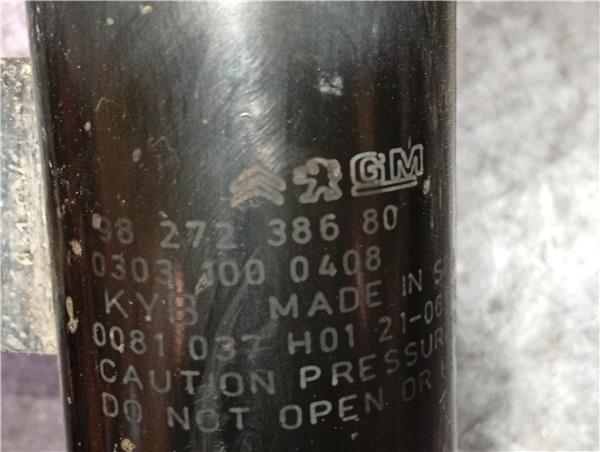 GM
98 272 386 80
0303 100 0408
KYB MADE IN
0081 037 H01 21-06
CAUTION PRESSUR
DO NOT OPEN OR